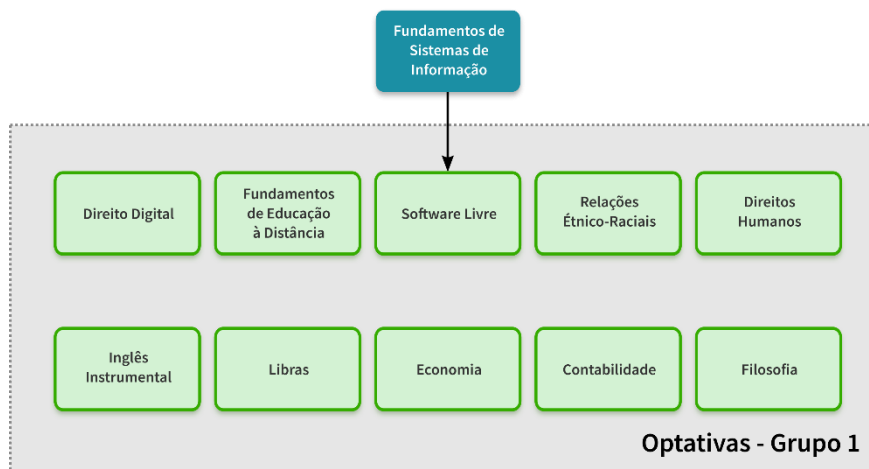 Fundamentos de
Sistemas de
Informação
Direito Digital
Fundamentos
de Educação
à Distância
Software Livre
Relações
Étnico-Raciais
Direitos
Humanos
Inglês
Instrumental
Libras
Economia
Contabilidade
Filosofia
Optativas - Grupo 1